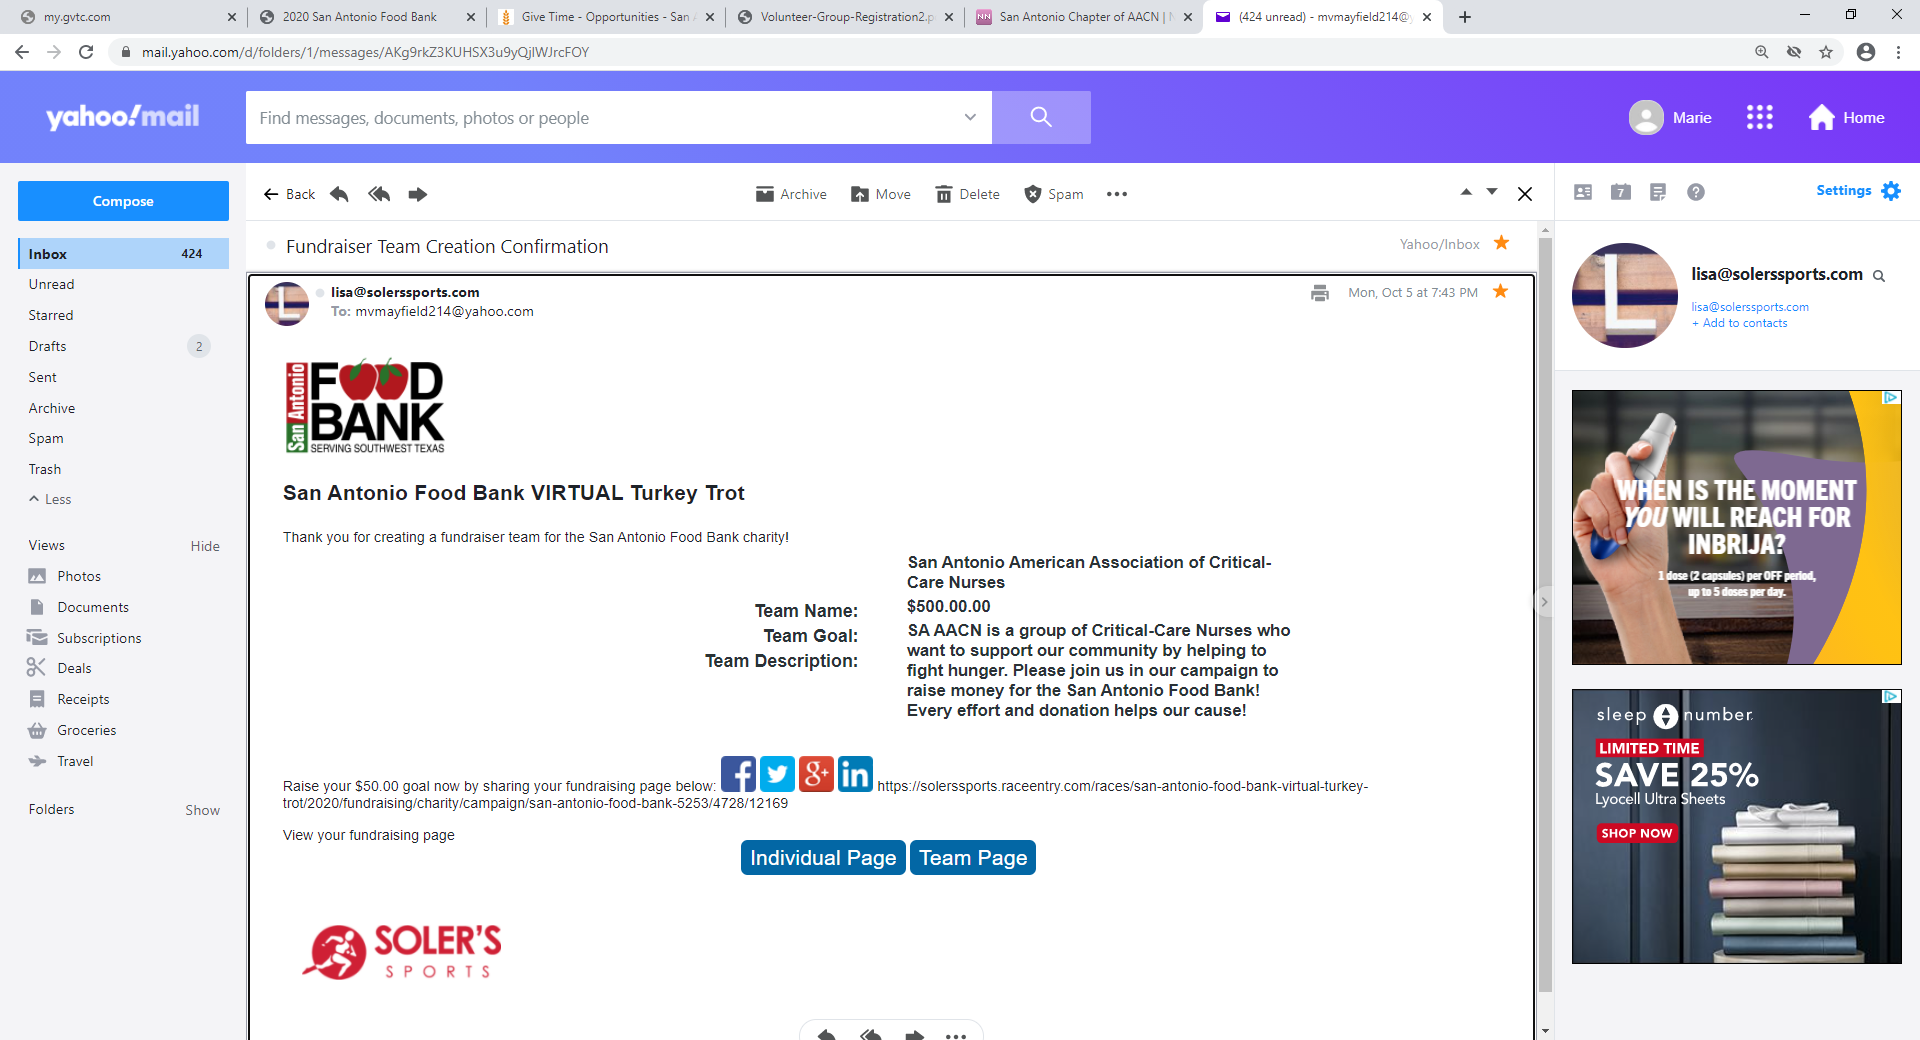 my.gvtc.com
2020 San Antonio Food Bank
Give Time - Opportunities - San
Volunteer-Group-Registration2.p
San Antonio Chapter of AACN |
(424 unread) - mvmayfield214@y
mail.yahoo.com/d/folders/1/messages/AKg9rkZ3KUHSX3u9yQjlWJrcFOY
yahoo!mail
Find messages, documents, photos or people
Marie
Home
Compose
Back
Archive
Move
Delete
Spam
7
Settings
Inbox 424
Unread
Starred
Drafts 2
Sent
Archive
Spam
Trash
Less
Views Hide
Photos
Documents
Subscriptions
Deals
Receipts
Groceries
Travel
Folders Show
Fundraiser Team Creation Confirmation
Yahoo/Inbox
L
lisa@solerssports.com
To: mvmayfield214@yahoo.com
Mon, Oct 5 at 7:43 PM
San Antonio
FOOD
BANK
SERVING SOUTHWEST TEXAS
San Antonio Food Bank VIRTUAL Turkey Trot
Thank you for creating a fundraiser team for the San Antonio Food Bank charity!
Team Name:
Team Goal:
Team Description:
San Antonio American Association of Critical-
Care Nurses
$500.00.00
SA AACN is a group of Critical-Care Nurses who
want to support our community by helping to
fight hunger. Please join us in our campaign to
raise money for the San Antonio Food Bank!
Every effort and donation helps our cause!
Raise your $50.00 goal now by sharing your fundraising page below: f g+ in https://solerssports.raceentry.com/races/san-antonio-food-bank-virtual-turkey-
trot/2020/fundraising/charity/campaign/san-antonio-food-bank-5253/4728/12169
View your fundraising page
Individual Page Team Page
SOLER'S
SPORTS
L
lisa@solerssports.com
lisa@solerssports.com
+ Add to contacts
WHEN IS THE MOMENT
YOU WILL REACH FOR
INBRIJA?
1 dose (2 capsules) per OFF period,
up to 5 doses per day.
sleep number
LIMITED TIME
SAVE 25%
Lyocell Ultra Sheets
SHOP NOW